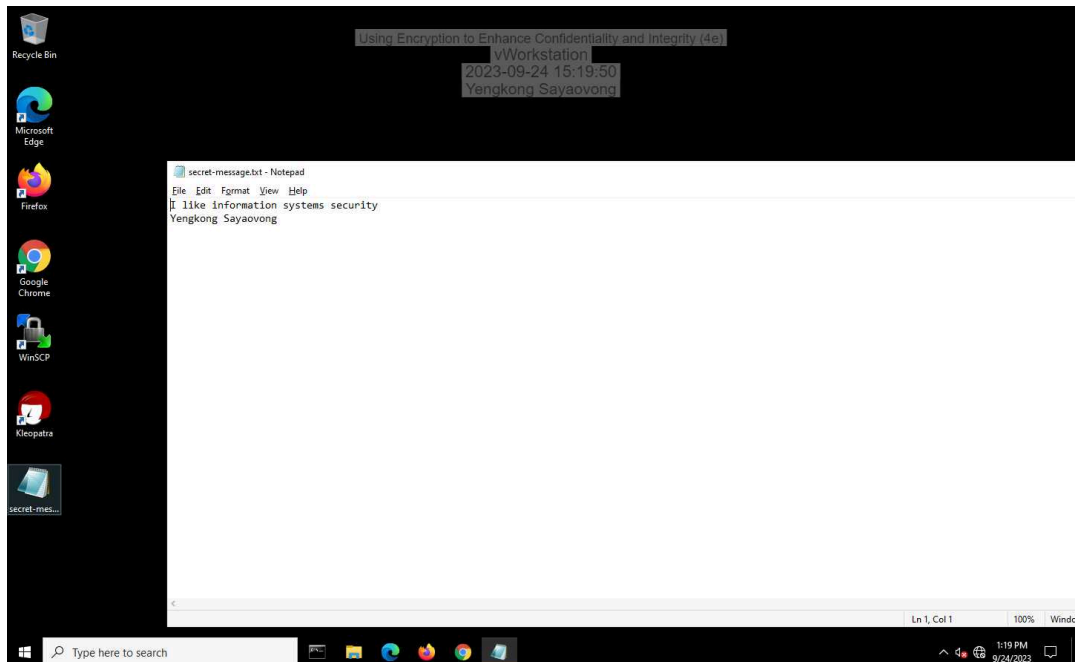 Recycle Bin
Using Encryption to Enhance Confidentiality and Integrity (4e)
vWorkstation
2023-09-24 15:19:50
Yengkong Sayaovong
Microsoft
Edge
Firefox
Google
Chrome
WinSCP
Kleopatra
secret-mes...
secret-message.txt - Notepad
File Edit Format View Help
I like information systems security
Yengkong Sayaovong
Ln 1, Col 1 100% Windo
Type here to search
1:19 PM
9/24/2023